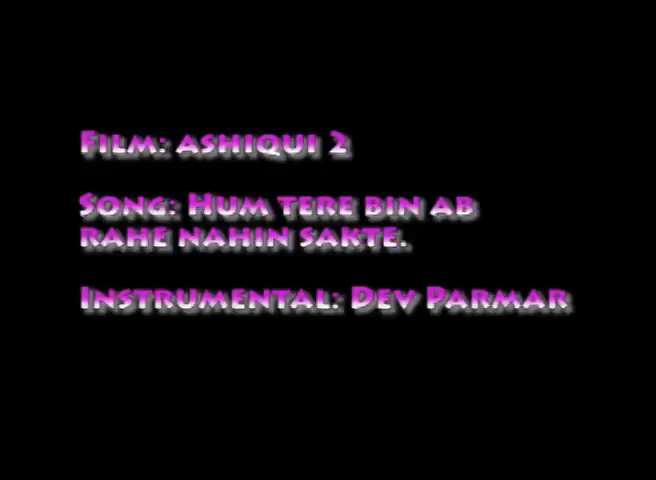 Film: ashiqui 2
Song: Hum tere bin ab
rahe nahin sakte.
Instrumental: Dev Parmar